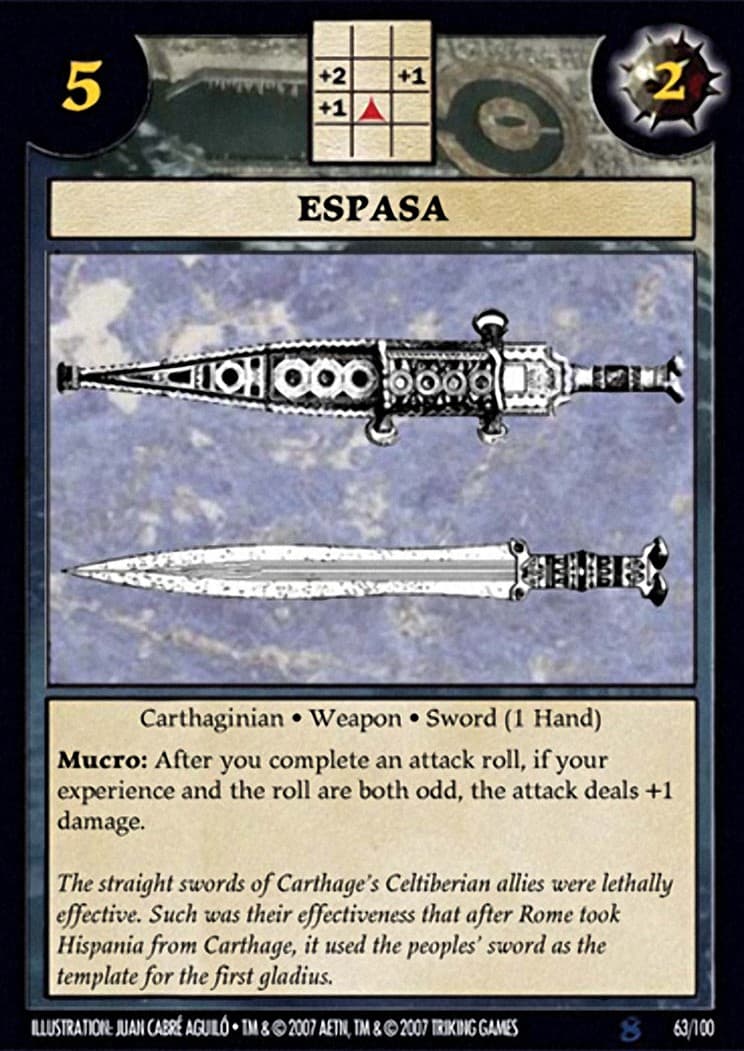 5
+2 +1
+1
2
ESPASA
Carthaginian • Weapon • Sword (1 Hand)
Mucro: After you complete an attack roll, if your
experience and the roll are both odd, the attack deals +1
damage.
The straight swords of Carthage's Celtiberian allies were lethally
effective. Such was their effectiveness that after Rome took
Hispania from Carthage, it used the peoples' sword as the
template for the first gladius.
ILLUSTRATION: JUAN CABRÉ AGUILÓ • TM & © 2007 AETN, TM & © 2007 TRIKING GAMES 8 63/100